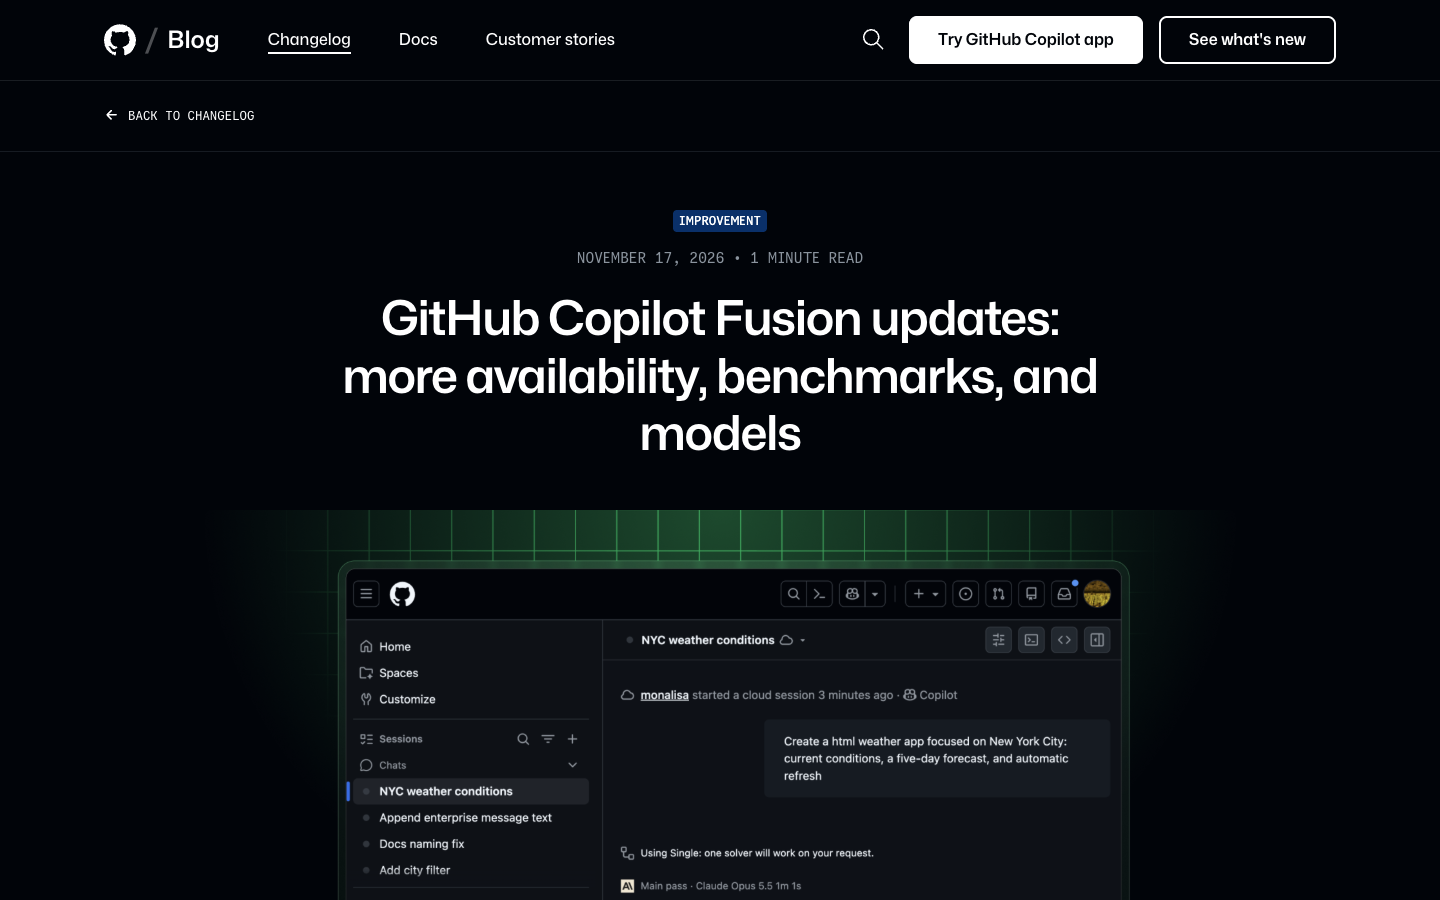 Blog
Changelog
Docs
Customer stories
Try GitHub Copilot app
See what's new
BACK TO CHANGELOG
IMPROVEMENT
NOVEMBER 17, 2026 • 1 MINUTE READ
GitHub Copilot Fusion updates:
more availability, benchmarks, and
models
Home
Spaces
Customize
Sessions
Chats
NYC weather conditions
Append enterprise message text
Docs naming fix
Add city filter
NYC weather conditions
monalisa started a cloud session 3 minutes ago · Copilot
Create a html weather app focused on New York City:
current conditions, a five-day forecast, and automatic
refresh
Using Single: one solver will work on your request.
Main pass · Claude Opus 5.5 1m 1s